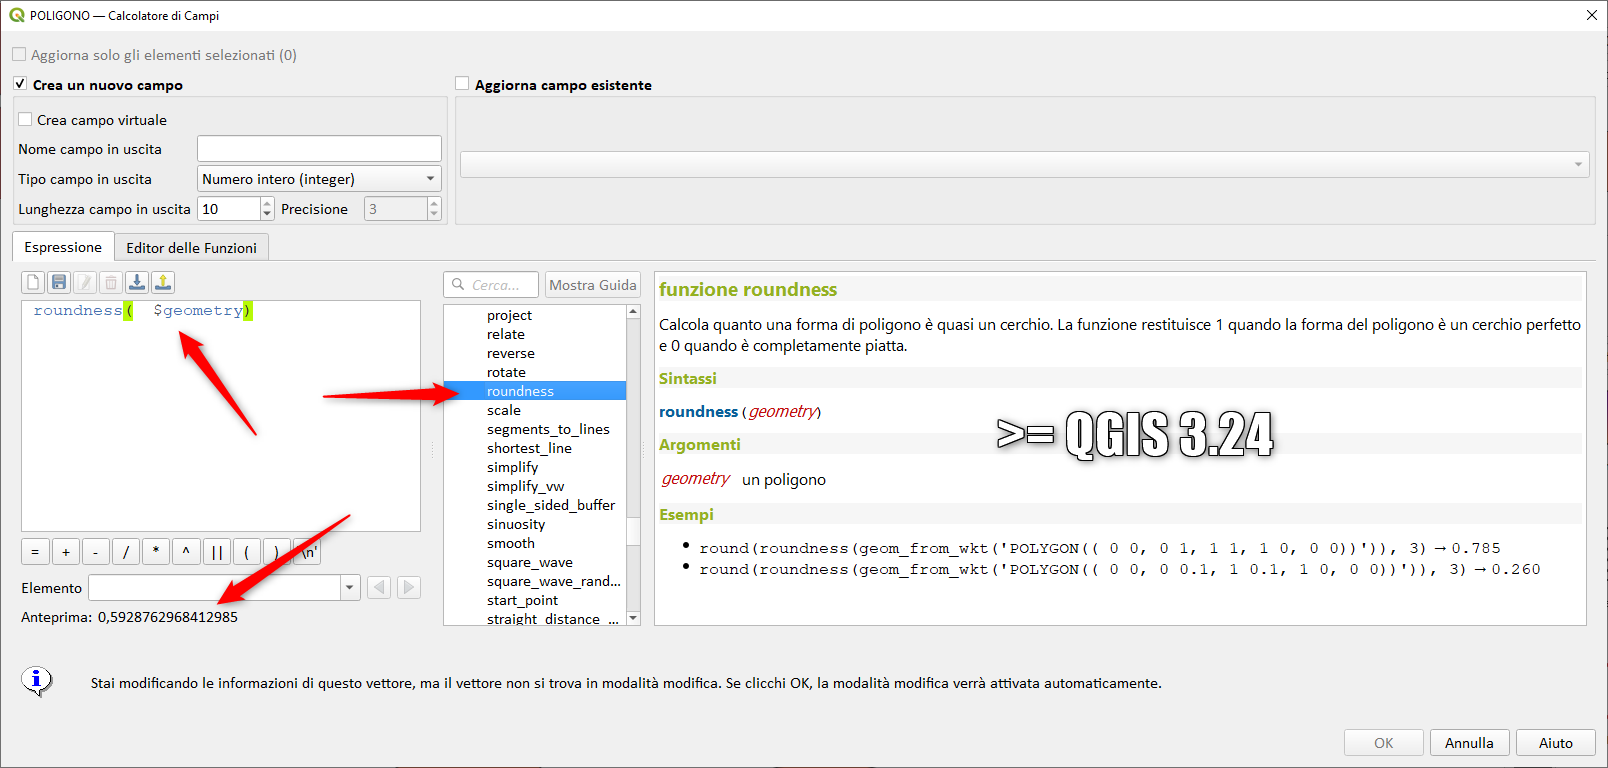 POLIGONO — Calcolatore di Campi
Aggiorna solo gli elementi selezionati (0)
Crea un nuovo campo
Aggiorna campo esistente
Crea campo virtuale
Nome campo in uscita
Tipo campo in uscita
Numero intero (integer)
Lunghezza campo in uscita
10
Precisione
3
Espressione
Editor delle Funzioni
roundness( $geometry)
Cerca...
Mostra Guida
project
relate
reverse
rotate
roundness
scale
segments_to_lines
shortest_line
simplify
simplify_vw
single_sided_buffer
sinuosity
smooth
square_wave
square_wave_rand...
start_point
straight_distance_...
funzione roundness
Calcola quanto una forma di poligono è quasi un cerchio. La funzione restituisce 1 quando la forma del poligono è un cerchio perfetto
e 0 quando è completamente piatta.
Sintassi
roundness(geometry)
>= QGIS 3.24
Argomenti
geometry un poligono
Esempi
• round(roundness(geom_from_wkt('POLYGON(( 0 0, 0 1, 1 1, 1 0, 0 0))')), 3) → 0.785
• round(roundness(geom_from_wkt('POLYGON(( 0 0, 0 0.1, 1 0.1, 1 0, 0 0))')), 3) → 0.260
= + - / * ^ || ( ) \n'
Elemento
Anteprima: 0,5928762968412985
Stai modificando le informazioni di questo vettore, ma il vettore non si trova in modalità modifica. Se clicchi OK, la modalità modifica verrà attivata automaticamente.
OK
Annulla
Aiuto